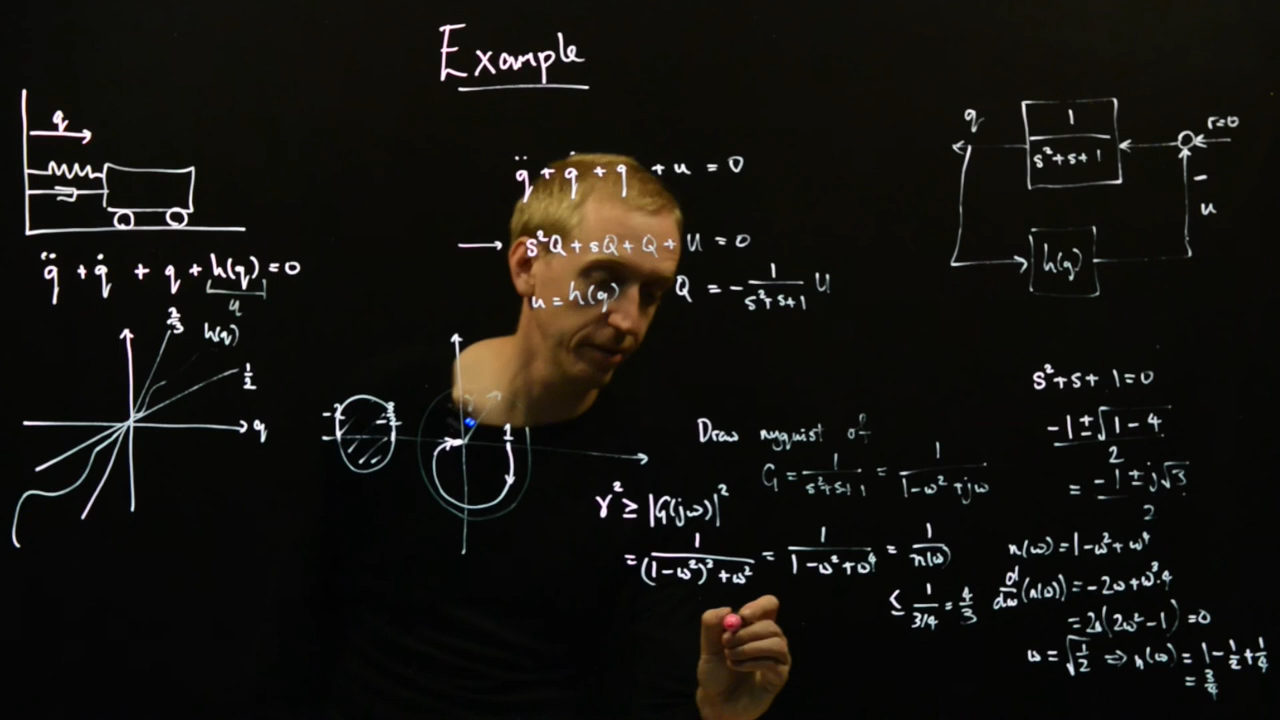 Example
q
q̈ + q̇ + q + h(q) = 0
u
2/3
h(q)
1/2
q
q̈ + q̇ + q + u = 0
→ s²Q + sQ + Q + U = 0
u = h(q)
Q = - 1/(s²+s+1) U
q
1/(s²+s+1)
r=0
-
u
h(q)
-2
-3/2
γ
1
Draw nyquist of
G = 1/(s²+s+1) = 1/(1-ω²+jω)
γ² ≥ |G(jω)|²
= 1/((1-ω²)²+ω²) = 1/(1-ω²+ω⁴) = 1/n(ω)
≤ 1/(3/4) = 4/3
s²+s+1=0
(-1±√(1-4))/2
= (-1±j√3)/2
n(ω) = 1-ω²+ω⁴
d/dω (n(ω)) = -2ω+ω³·4
= 2ω(2ω²-1) = 0
ω = √(1/2) ⇒ n(ω) = 1-1/2+1/4
= 3/4